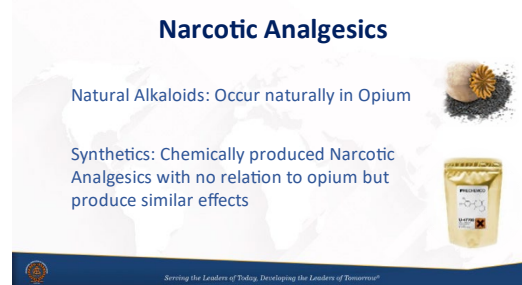 Narcotic Analgesics
Natural Alkaloids: Occur naturally in Opium
Synthetics: Chemically produced Narcotic
Analgesics with no relation to opium but
produce similar effects
U-47700
Serving the Leaders of Today, Developing the Leaders of Tomorrow®